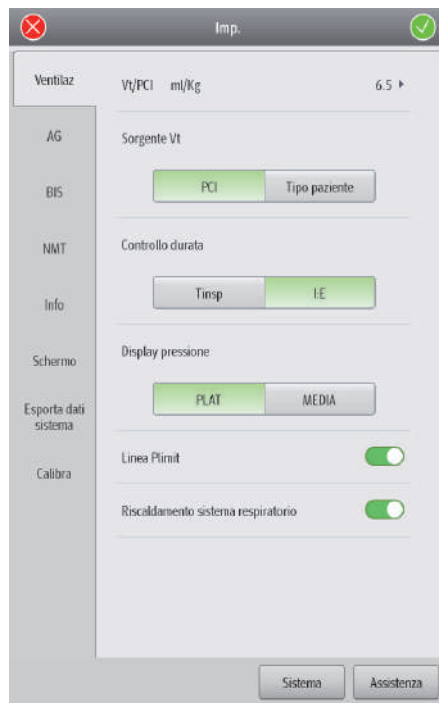 Imp.
Ventilaz
AG
BIS
NMT
Info
Schermo
Esporta dati
sistema
Calibra
Vt/PCI ml/Kg 6.5
Sorgente Vt
PCI Tipo paziente
Controllo durata
Tinsp I:E
Display pressione
PLAT MEDIA
Linea Plimit
Riscaldamento sistema respiratorio
Sistema Assistenza